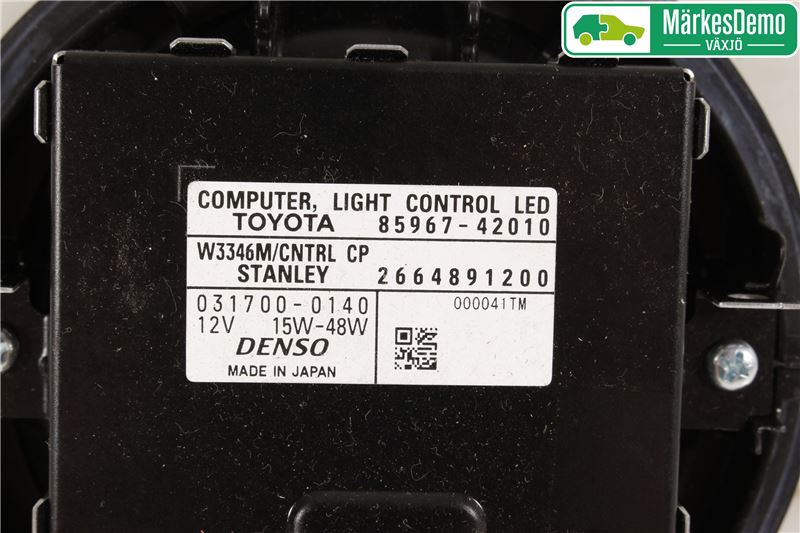 MärkesDemo
VÄXJÖ
COMPUTER, LIGHT CONTROL LED
TOYOTA 85967-42010
W3346M/CNTRL CP
STANLEY 2664891200
031700-0140
000041TM
12V 15W-48W
DENSO
MADE IN JAPAN